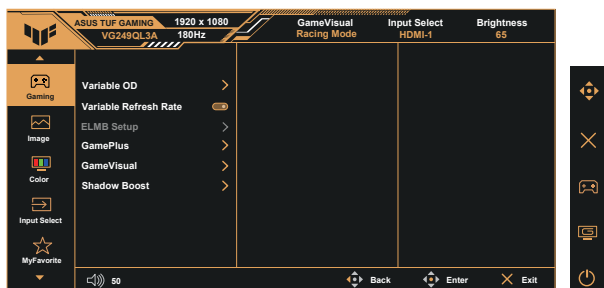 ASUS TUF GAMING 1920 x 1080 GameVisual Input Select Brightness
VG249QL3A 180Hz Racing Mode HDMI-1 65
Gaming
Image
Color
Input Select
MyFavorite
Variable OD
Variable Refresh Rate
ELMB Setup
GamePlus
GameVisual
Shadow Boost
50 Back Enter Exit